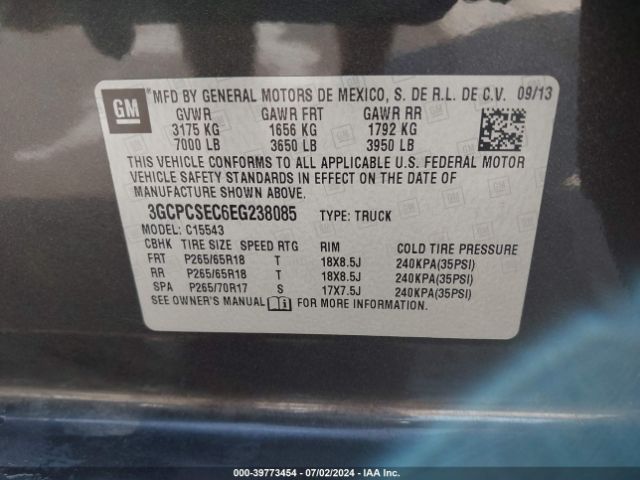 GM
MFD BY GENERAL MOTORS DE MEXICO, S. DE R.L. DE C.V. 09/13
GVWR GAWR FRT GAWR RR
3175 KG 1656 KG 1792 KG
7000 LB 3650 LB 3950 LB
THIS VEHICLE CONFORMS TO ALL APPLICABLE U.S. FEDERAL MOTOR
VEHICLE SAFETY STANDARDS IN EFFECT ON THE DATE OF
MANUFACTURE SHOWN ABOVE.
3GCPCSEC6EG238085 TYPE: TRUCK
MODEL: C15543
CBHK TIRE SIZE SPEED RTG RIM COLD TIRE PRESSURE
FRT P265/65R18 T 18X8.5J 240KPA(35PSI)
RR P265/65R18 T 18X8.5J 240KPA(35PSI)
SPA P265/70R17 S 17X7.5J 240KPA(35PSI)
SEE OWNER'S MANUAL FOR MORE INFORMATION.
000-39773454 - 07/02/2024 - IAA Inc.